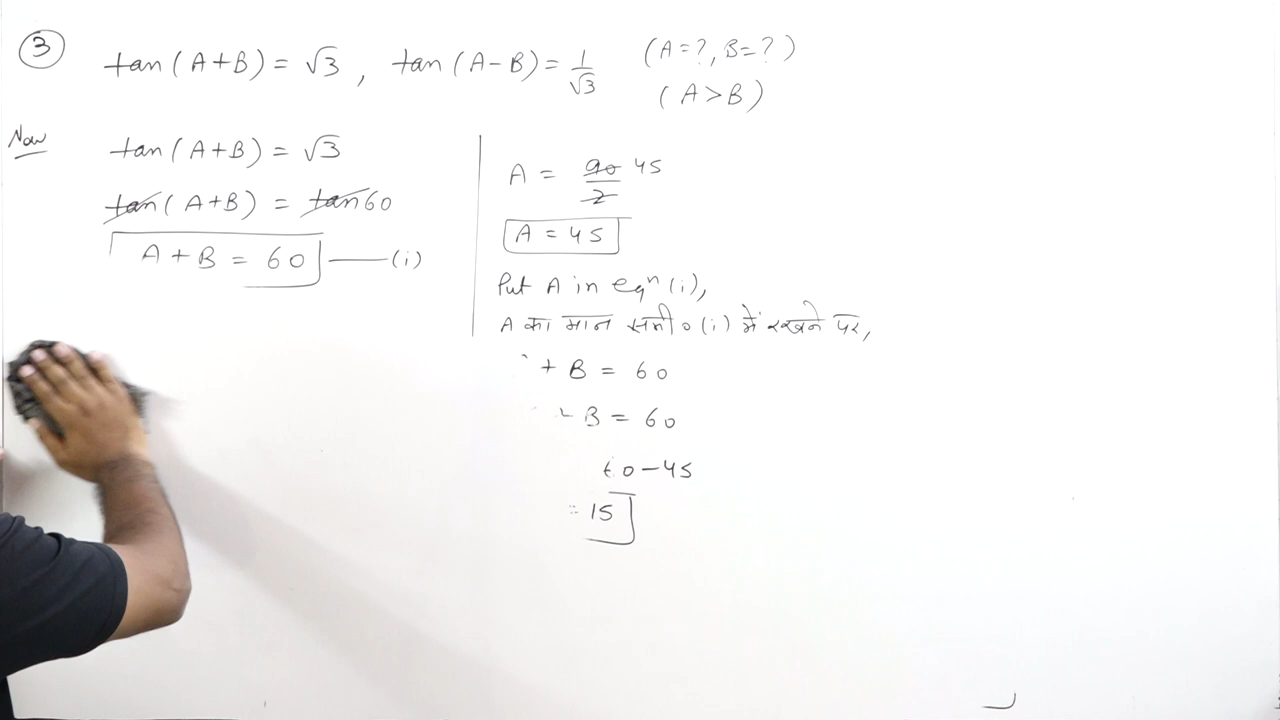 3 tan(A+B) = √3, tan(A-B) = 1/√3 (A=?, B=?)
(A>B)
Now tan(A+B) = √3
tan(A+B) = tan60
A+B = 60 —(i)
A = 90/2 45
A = 45
Put A in eqⁿ(i),
A का मान समी० (i) में रखने पर,
+ B = 60
B = 60
60-45
= 15